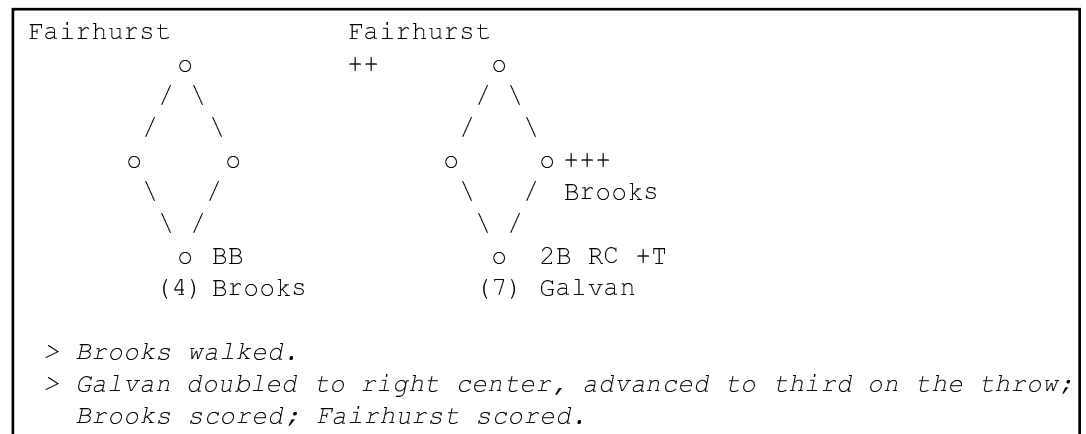 Fairhurst Fairhurst
o ++ o
/ \ / \
/ \ / \
o o o o +++
\ / \ / Brooks
\ / \ /
o BB o 2B RC +T
(4) Brooks (7) Galvan
> Brooks walked.
> Galvan doubled to right center, advanced to third on the throw;
Brooks scored; Fairhurst scored.